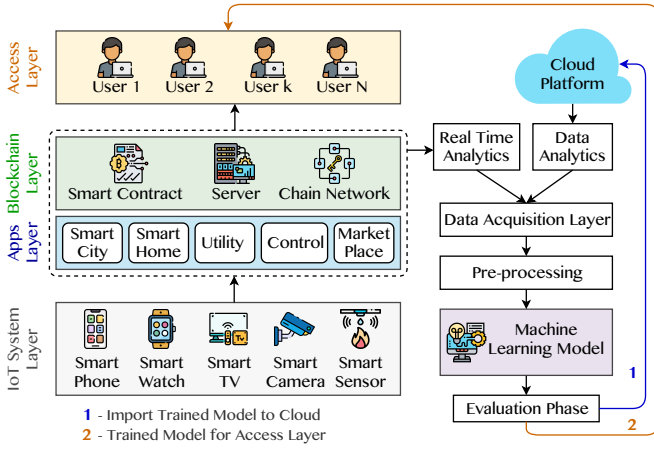 Access
Layer
User 1
User 2
User k
User N
Cloud
Platform
Blockchain
Layer
Smart Contract
Server
Chain Network
Real Time
Analytics
Data
Analytics
Apps
Layer
Smart
City
Smart
Home
Utility
Control
Market
Place
Data Acquisition Layer
Pre-processing
IoT System
Layer
Smart
Phone
Smart
Watch
Tv
Smart
TV
Smart
Camera
Smart
Sensor
Machine
Learning Model
1
Evaluation Phase
2
1 - Import Trained Model to Cloud
2 - Trained Model for Access Layer